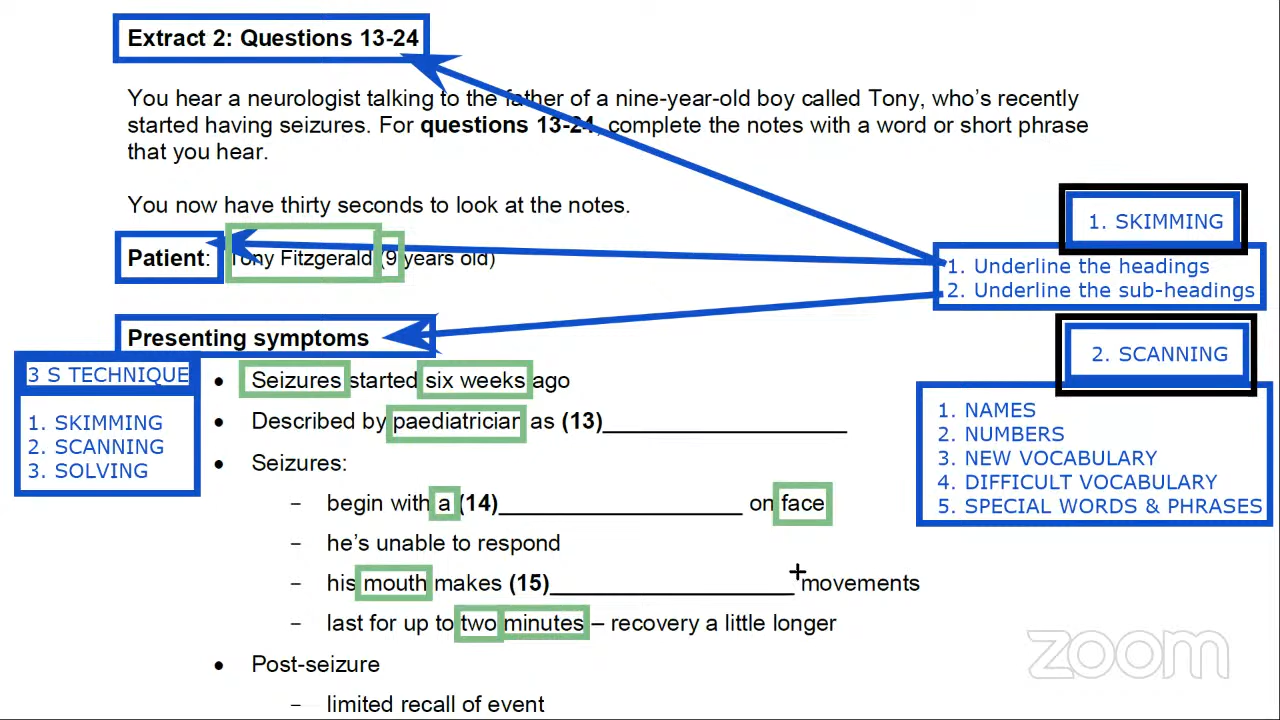 Extract 2: Questions 13-24
You hear a neurologist talking to the father of a nine-year-old boy called Tony, who's recently
started having seizures. For questions 13-24, complete the notes with a word or short phrase
that you hear.
You now have thirty seconds to look at the notes.
Patient: Tony Fitzgerald (9 years old)
Presenting symptoms
• Seizures started six weeks ago
• Described by paediatrician as (13)____________________
• Seizures:
– begin with a (14)____________________ on face
– he's unable to respond
– his mouth makes (15)____________________ movements
– last for up to two minutes – recovery a little longer
• Post-seizure
– limited recall of event
3 S TECHNIQUE
1. SKIMMING
2. SCANNING
3. SOLVING
1. SKIMMING
1. Underline the headings
2. Underline the sub-headings
2. SCANNING
1. NAMES
2. NUMBERS
3. NEW VOCABULARY
4. DIFFICULT VOCABULARY
5. SPECIAL WORDS & PHRASES
zoom